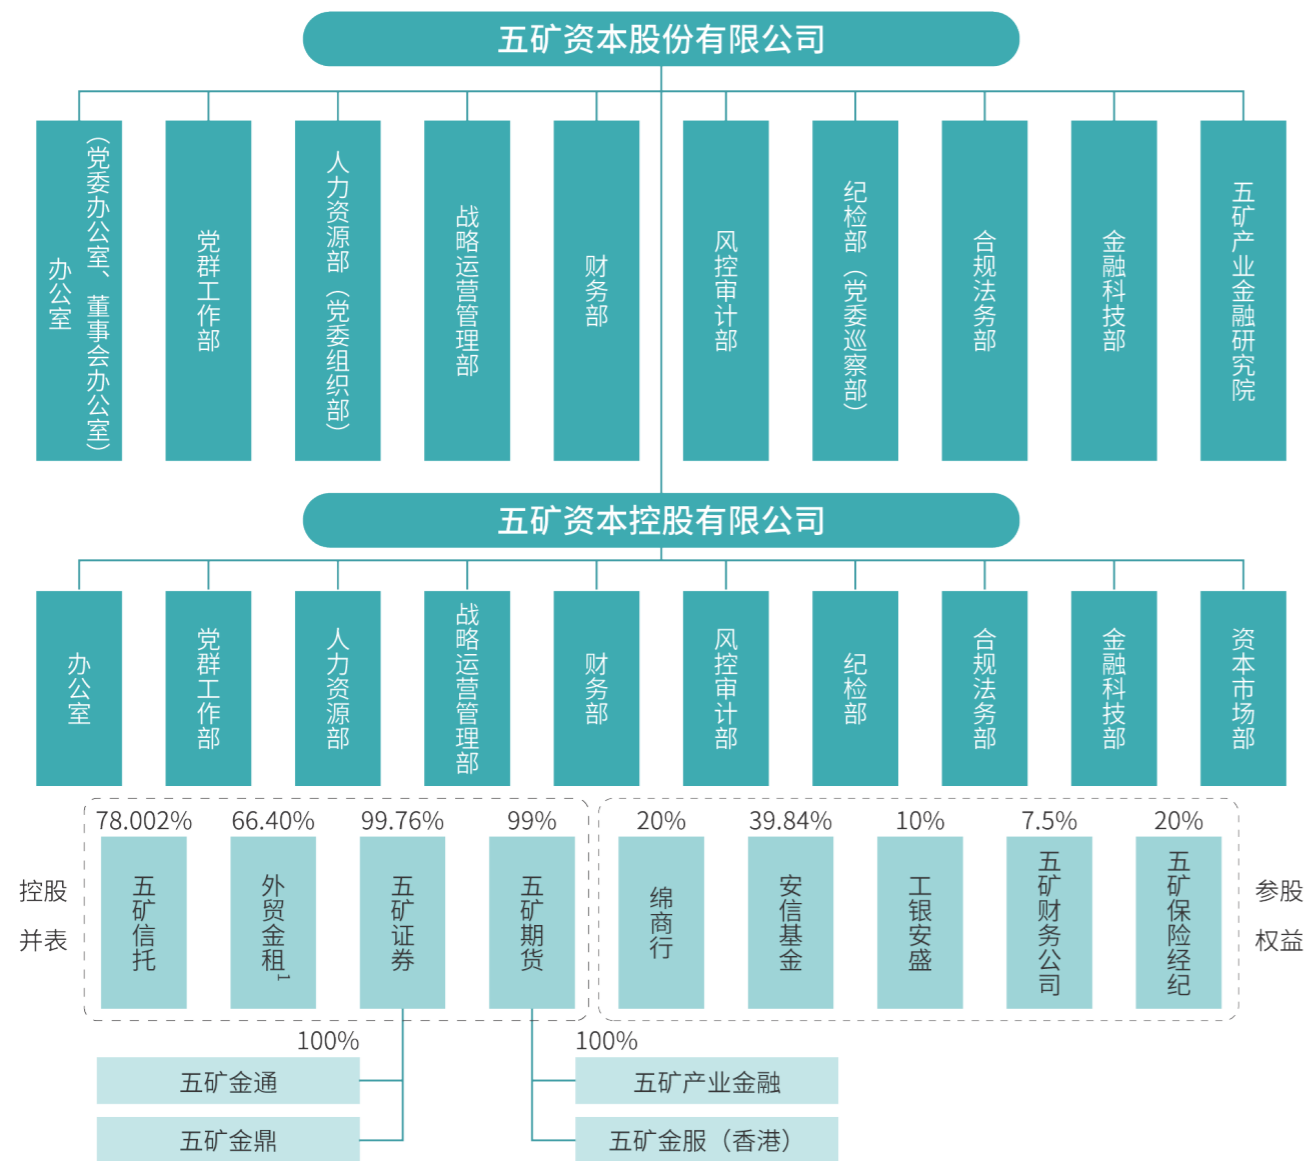 五矿资本股份有限公司
办公室
（党委办公室、董事会办公室）
党群工作部
人力资源部（党委组织部）
战略运营管理部
财务部
风控审计部
纪检部（党委巡察部）
合规法务部
金融科技部
五矿产业金融研究院
五矿资本控股有限公司
办公室
党群工作部
人力资源部
战略运营管理部
财务部
风控审计部
纪检部
合规法务部
金融科技部
资本市场部
控股
并表
78.002%
五矿信托
66.40%
外贸金租1
99.76%
五矿证券
99%
五矿期货
20%
绵商行
39.84%
安信基金
10%
工银安盛
7.5%
五矿财务公司
20%
五矿保险经纪
参股
权益
100%
五矿金通
五矿金鼎
100%
五矿产业金融
五矿金服（香港）